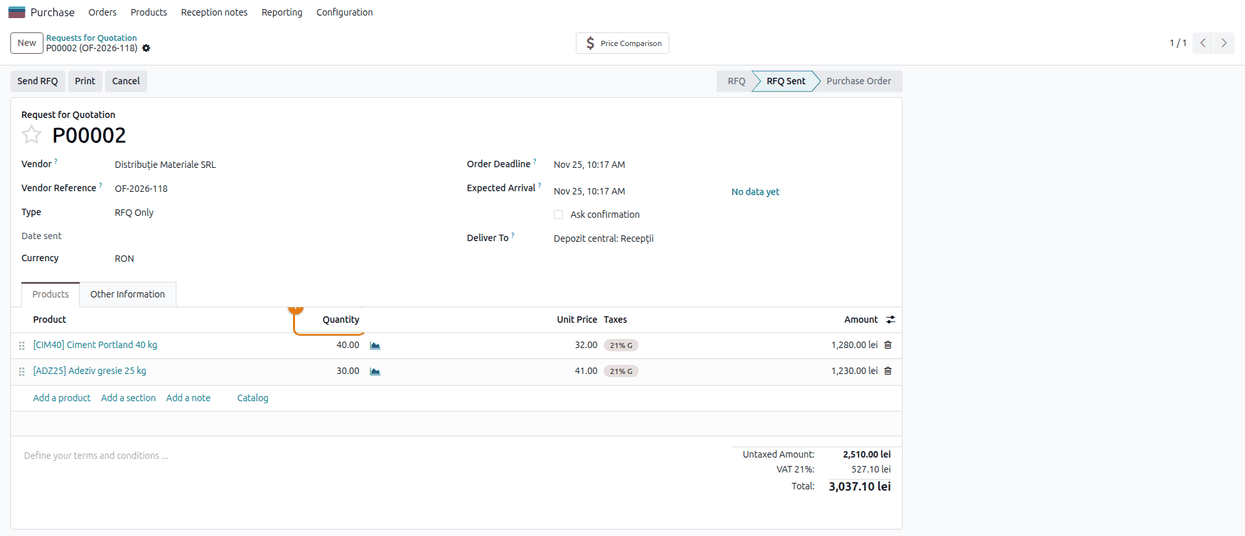 Purchase Orders Products Reception notes Reporting Configuration
New Requests for Quotation
P00002 (OF-2026-118)
$ Price Comparison
1 / 1
Send RFQ Print Cancel
RFQ RFQ Sent Purchase Order
Request for Quotation
P00002
Vendor ? Distribuție Materiale SRL
Order Deadline ? Nov 25, 10:17 AM
Vendor Reference ? OF-2026-118
Expected Arrival ? Nov 25, 10:17 AM No data yet
Type RFQ Only
Ask confirmation
Date sent
Deliver To ? Depozit central: Recepții
Currency RON
Products Other Information
Product Quantity Unit Price Taxes Amount
[CIM40] Ciment Portland 40 kg 40.00 32.00 21% G 1,280.00 lei
[ADZ25] Adeziv gresie 25 kg 30.00 41.00 21% G 1,230.00 lei
Add a product Add a section Add a note Catalog
Define your terms and conditions ...
Untaxed Amount: 2,510.00 lei
VAT 21%: 527.10 lei
Total: 3,037.10 lei